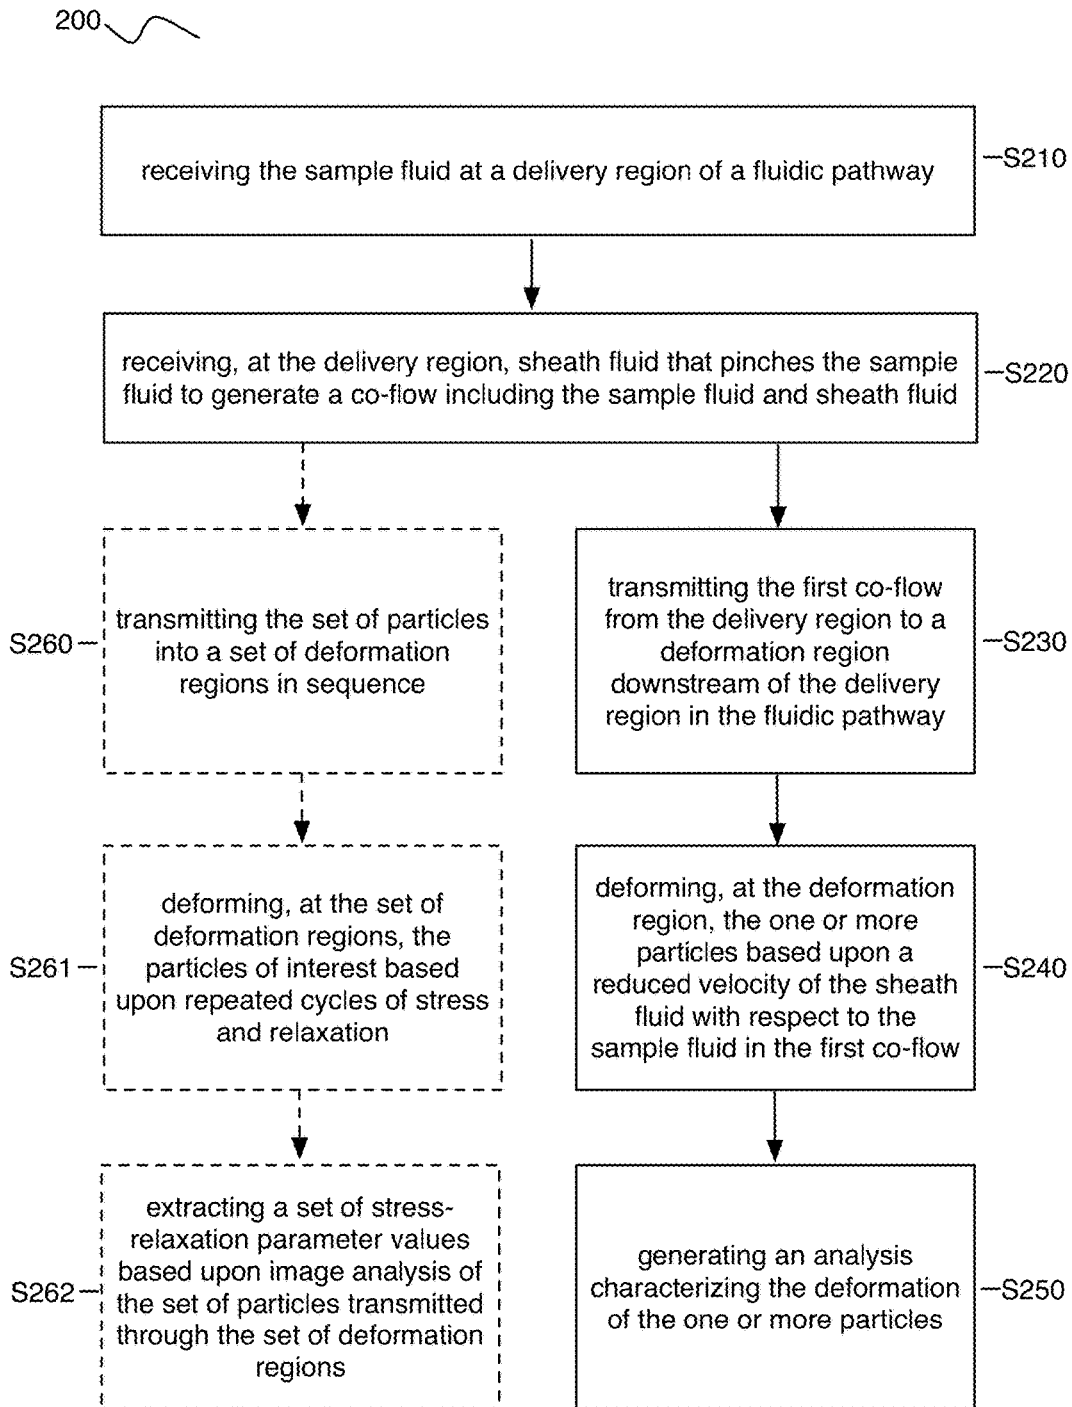 200
receiving the sample fluid at a delivery region of a fluidic pathway
S210
receiving, at the delivery region, sheath fluid that pinches the sample
fluid to generate a co-flow including the sample fluid and sheath fluid
S220
S260
transmitting the set of particles
into a set of deformation
regions in sequence
transmitting the first co-flow
from the delivery region to a
deformation region
downstream of the delivery
region in the fluidic pathway
S230
S261
deforming, at the set of
deformation regions, the
particles of interest based
upon repeated cycles of stress
and relaxation
deforming, at the deformation
region, the one or more
particles based upon a
reduced velocity of the sheath
fluid with respect to the
sample fluid in the first co-flow
S240
S262
extracting a set of stress-
relaxation parameter values
based upon image analysis of
the set of particles transmitted
through the set of deformation
regions
generating an analysis
characterizing the deformation
of the one or more particles
S250